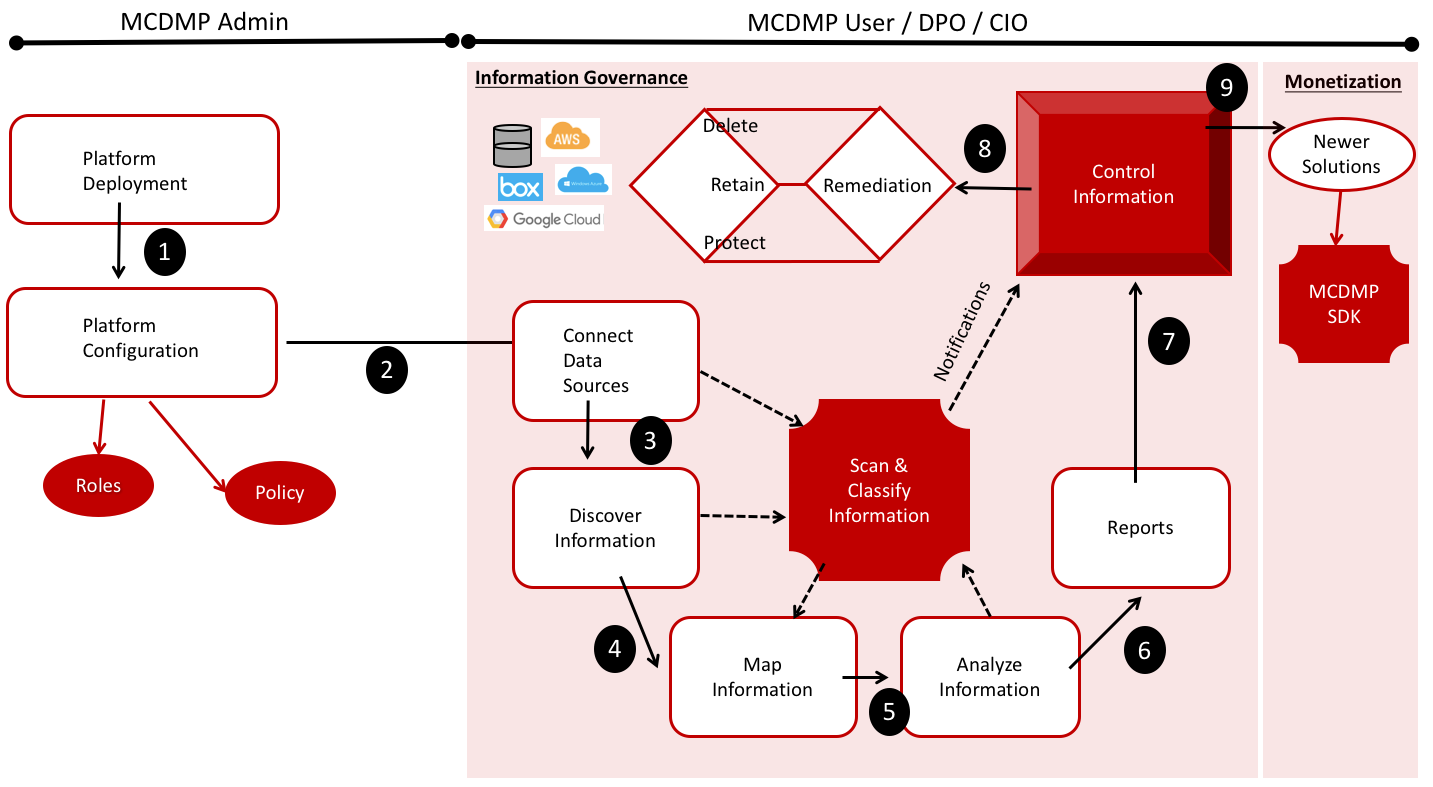 MCDMP Admin
MCDMP User / DPO / CIO
Information Governance
Monetization
Platform
Deployment
1
Platform
Configuration
2
Roles
Policy
AWS
box
Windows Azure
Google Cloud
Delete
Retain
Protect
Remediation
8
Control
Information
9
Newer
Solutions
MCDMP
SDK
Connect
Data
Sources
3
Notifications
7
Scan &
Classify
Information
Discover
Information
Reports
4
Map
Information
5
Analyze
Information
6